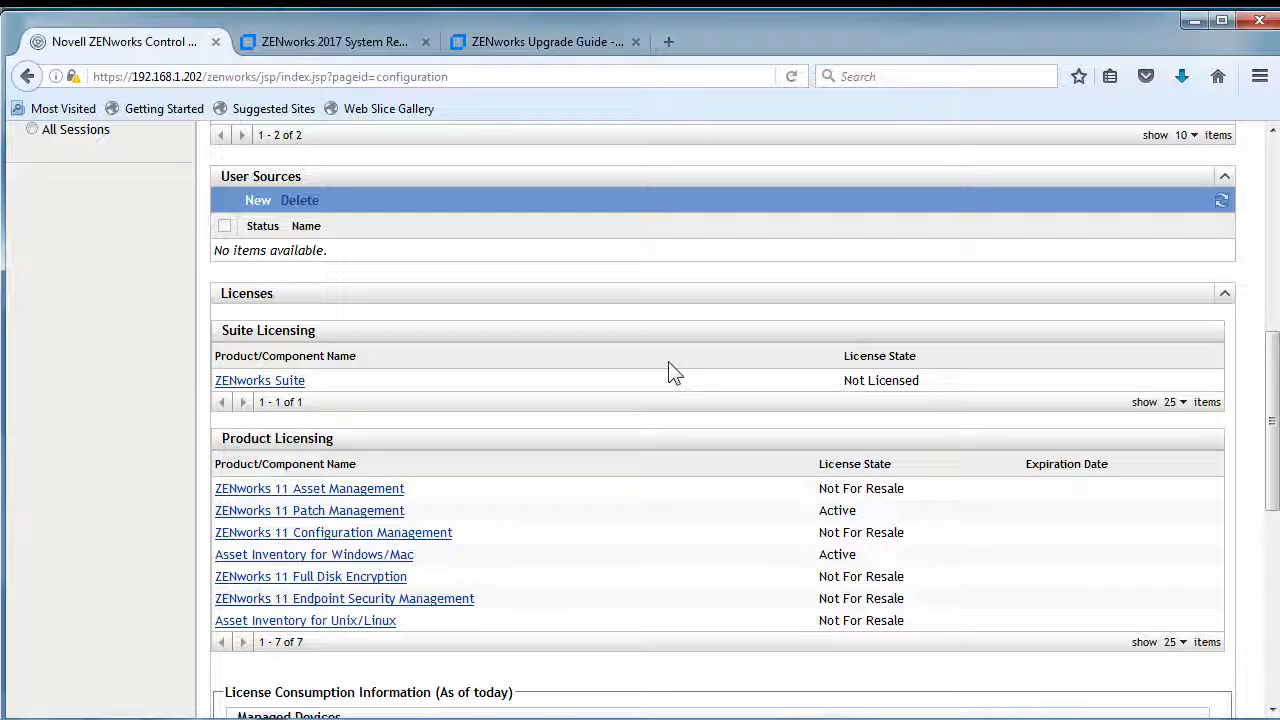 Novell ZENworks Control ...
ZENworks 2017 System Re...
ZENworks Upgrade Guide -...
https://192.168.1.202/zenworks/jsp/index.jsp?pageid=configuration
Search
Most Visited
Getting Started
Suggested Sites
Web Slice Gallery
All Sessions
1 - 2 of 2
show 10 items
User Sources
New Delete
Status Name
No items available.
Licenses
Suite Licensing
Product/Component Name License State
ZENworks Suite Not Licensed
1 - 1 of 1 show 25 items
Product Licensing
Product/Component Name License State Expiration Date
ZENworks 11 Asset Management Not For Resale
ZENworks 11 Patch Management Active
ZENworks 11 Configuration Management Not For Resale
Asset Inventory for Windows/Mac Active
ZENworks 11 Full Disk Encryption Not For Resale
ZENworks 11 Endpoint Security Management Not For Resale
Asset Inventory for Unix/Linux Not For Resale
1 - 7 of 7 show 25 items
License Consumption Information (As of today)
Managed Devices